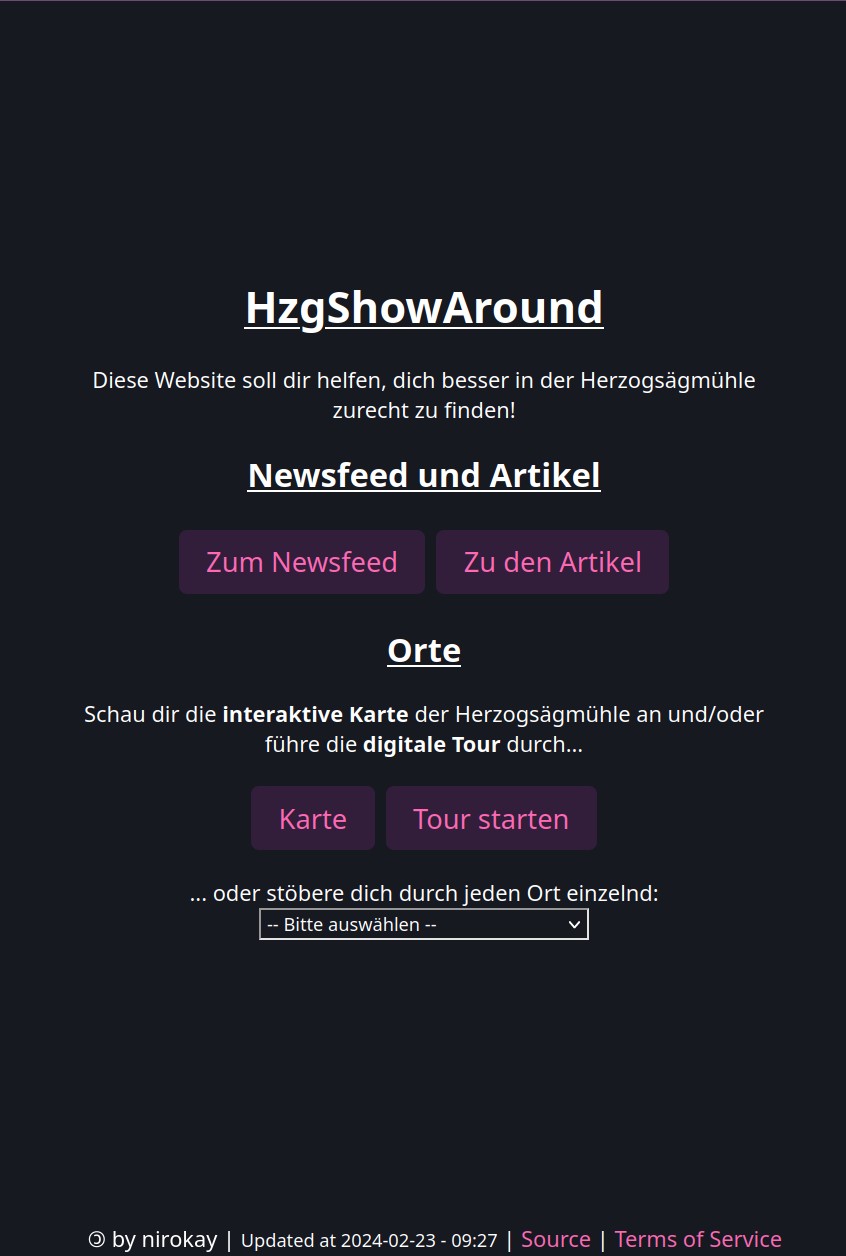 HzgShowAround
Diese Website soll dir helfen, dich besser in der Herzogsägmühle
zurecht zu finden!
Newsfeed und Artikel
Zum Newsfeed Zu den Artikel
Orte
Schau dir die interaktive Karte der Herzogsägmühle an und/oder
führe die digitale Tour durch...
Karte Tour starten
... oder stöbere dich durch jeden Ort einzelnd:
-- Bitte auswählen --
🄯 by nirokay | Updated at 2024-02-23 - 09:27 | Source | Terms of Service